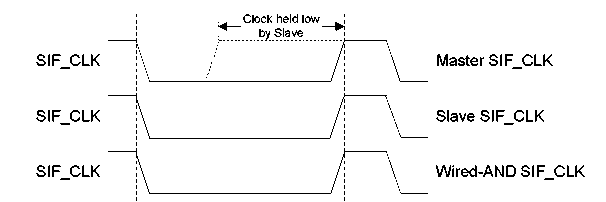 Clock held low
by Slave
SIF_CLK
Master SIF_CLK
SIF_CLK
Slave SIF_CLK
SIF_CLK
Wired-AND SIF_CLK